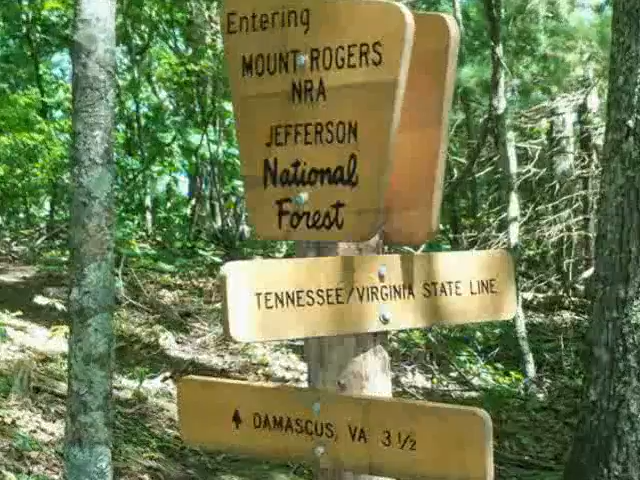 Entering
MOUNT ROGERS
NRA
JEFFERSON
National
Forest
TENNESSEE/VIRGINIA STATE LINE
DAMASCUS, VA 3 1/2